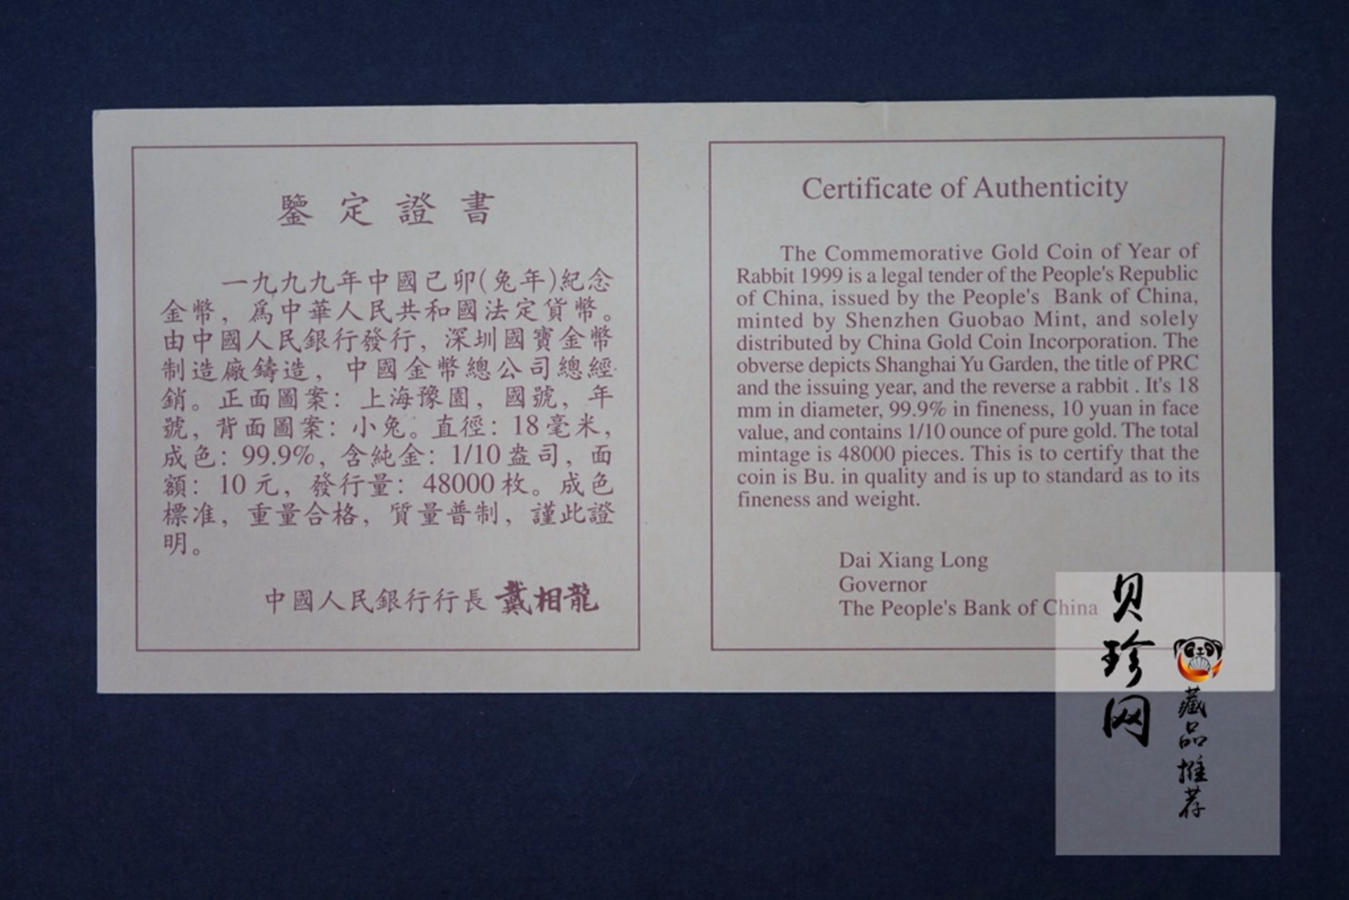 鑒定證書
一九九九年中國己卯(兔年)紀念
金幣，爲中華人民共和國法定貨幣。
由中國人民銀行發行，深圳國寶金幣
制造廠鑄造，中國金幣總公司總經
銷。正面圖案：上海豫園，國號，年
號，背面圖案：小兔。直徑：18毫米，
成色：99.9%，含純金：1/10盎司，面
額：10元，發行量：48000枚。成色
標准，重量合格，質量普制，謹此證
明。
中國人民銀行行長 戴相龍
Certificate of Authenticity
The Commemorative Gold Coin of Year of
Rabbit 1999 is a legal tender of the People's Republic
of China, issued by the People's Bank of China,
minted by Shenzhen Guobao Mint, and solely
distributed by China Gold Coin Incorporation. The
obverse depicts Shanghai Yu Garden, the title of PRC
and the issuing year, and the reverse a rabbit . It's 18
mm in diameter, 99.9% in fineness, 10 yuan in face
value, and contains 1/10 ounce of pure gold. The total
mintage is 48000 pieces. This is to certify that the
coin is Bu. in quality and is up to standard as to its
fineness and weight.
Dai Xiang Long
Governor
The People's Bank of China
贝珍网
藏品推荐